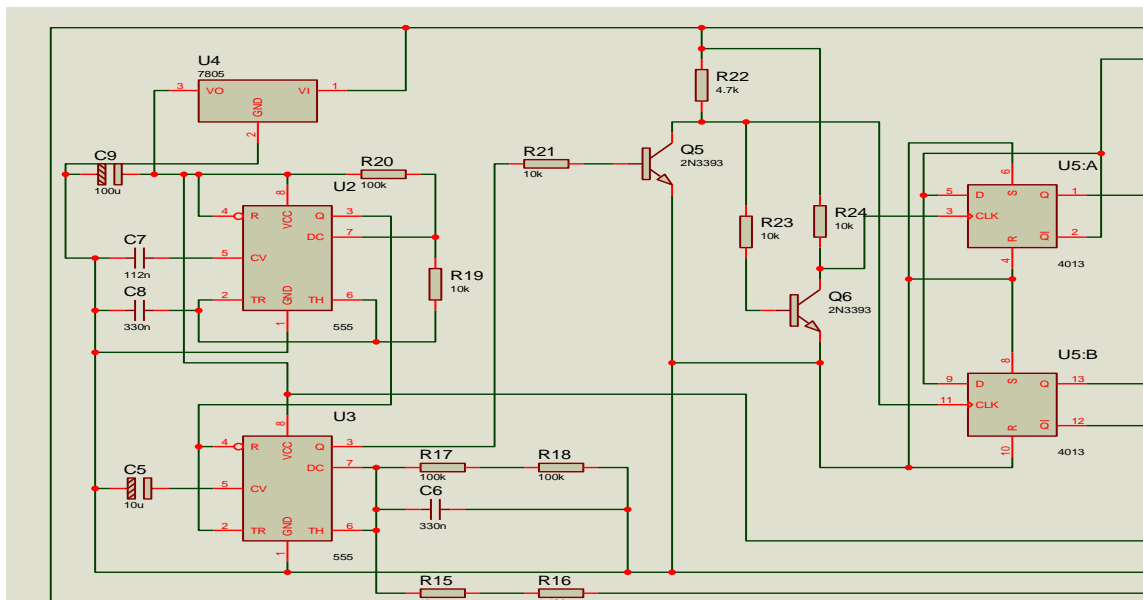 U4
7805
3 VO VI 1
GND
2
C9
100u
R20
100k
U2
8
4 R VCC Q 3
DC 7
C7
112n
5 CV
C8
330n
2 TR GND TH 6
1
555
R19
10k
U3
8
4 R VCC Q 3
DC 7
C5
10u
5 CV
2 TR GND TH 6
1
555
R17
100k
R18
100k
C6
330n
R15
R16
R21
10k
Q5
2N3393
R22
4.7k
R23
10k
R24
10k
Q6
2N3393
U5:A
6
5 D S Q 1
3 CLK
R QI 2
4
4013
U5:B
8
9 D S Q 13
11 CLK
R QI 12
10
4013